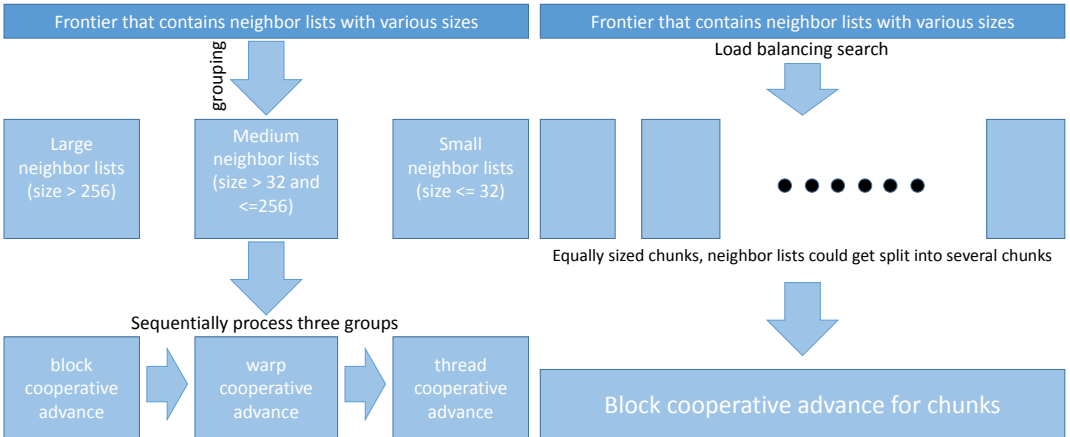 Frontier that contains neighbor lists with various sizes
grouping
Large
neighbor lists
(size > 256)
Medium
neighbor lists
(size > 32 and
<=256)
Small
neighbor lists
(size <= 32)
Sequentially process three groups
block
cooperative
advance
warp
cooperative
advance
thread
cooperative
advance
Frontier that contains neighbor lists with various sizes
Load balancing search
Equally sized chunks, neighbor lists could get split into several chunks
Block cooperative advance for chunks